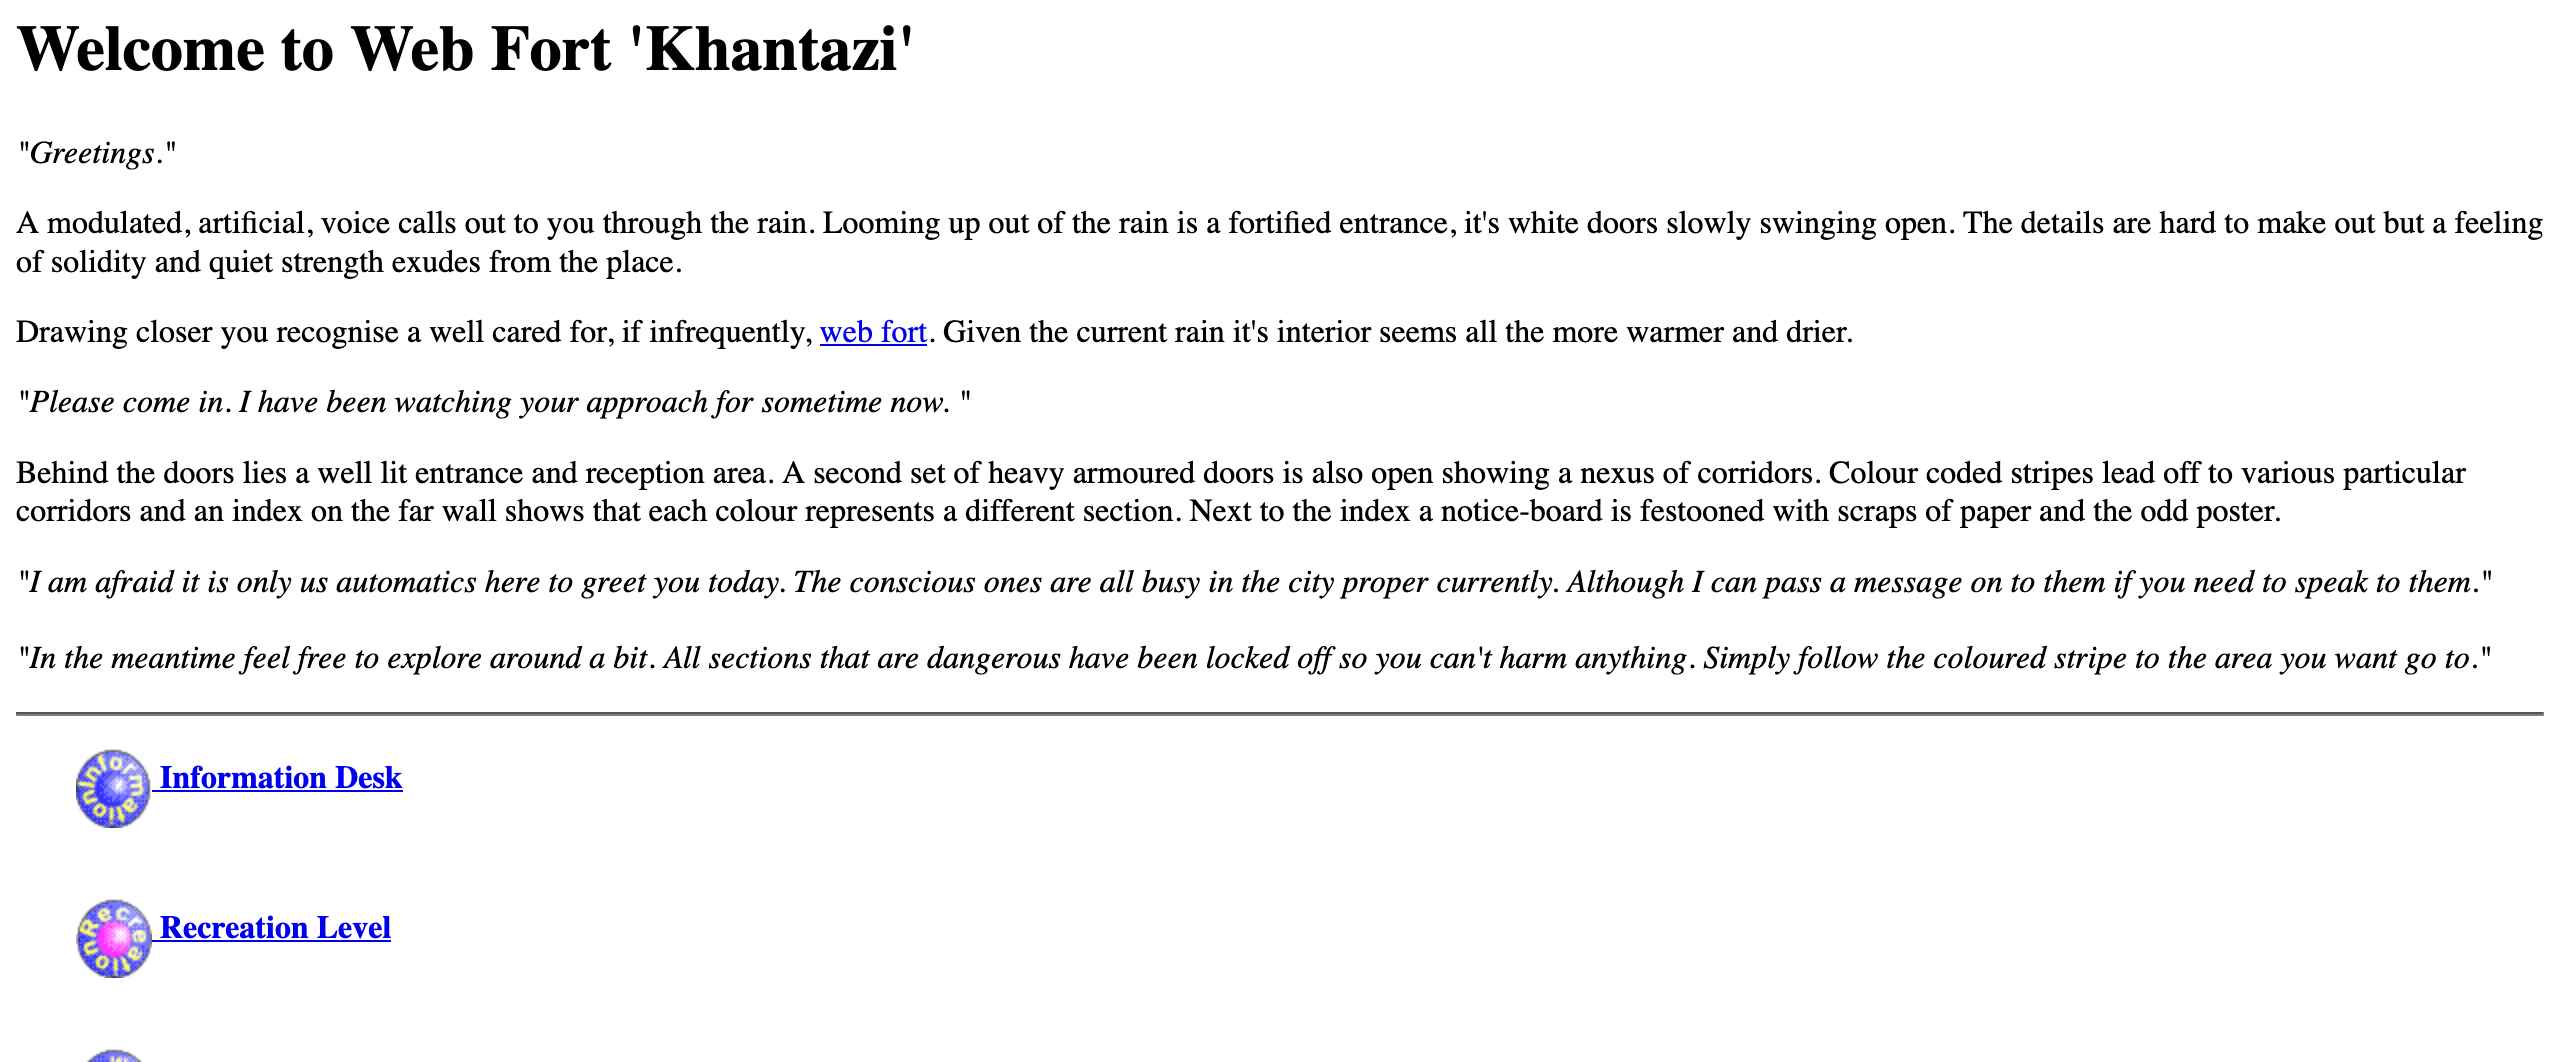 Welcome to Web Fort 'Khantazi'
"Greetings."
A modulated, artificial, voice calls out to you through the rain. Looming up out of the rain is a fortified entrance, it's white doors slowly swinging open. The details are hard to make out but a feeling
of solidity and quiet strength exudes from the place.
Drawing closer you recognise a well cared for, if infrequently, web fort. Given the current rain it's interior seems all the more warmer and drier.
"Please come in. I have been watching your approach for sometime now. "
Behind the doors lies a well lit entrance and reception area. A second set of heavy armoured doors is also open showing a nexus of corridors. Colour coded stripes lead off to various particular
corridors and an index on the far wall shows that each colour represents a different section. Next to the index a notice-board is festooned with scraps of paper and the odd poster.
"I am afraid it is only us automatics here to greet you today. The conscious ones are all busy in the city proper currently. Although I can pass a message on to them if you need to speak to them."
"In the meantime feel free to explore around a bit. All sections that are dangerous have been locked off so you can't harm anything. Simply follow the coloured stripe to the area you want go to."
Information
Information Desk
Recreation
Recreation Level